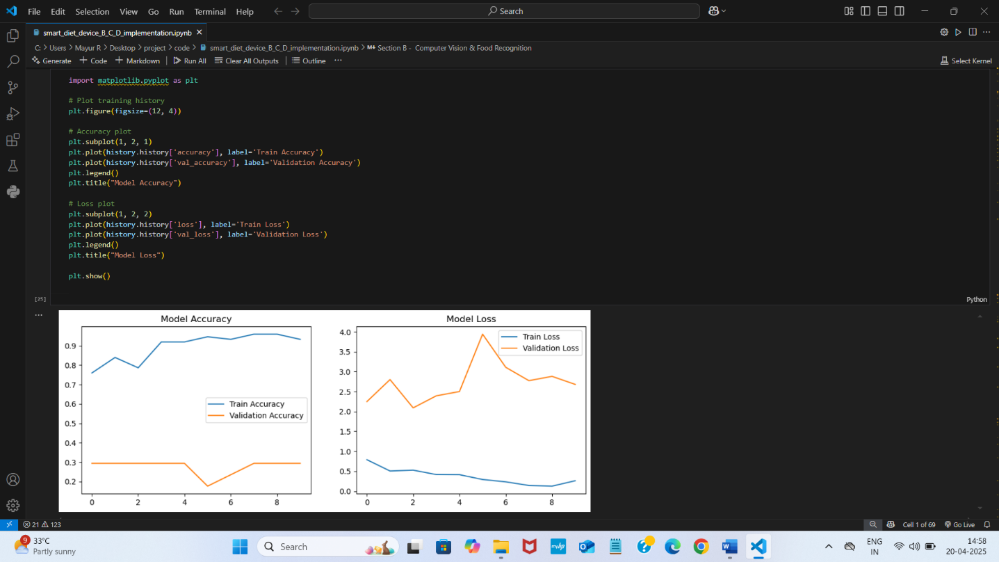 File Edit Selection View Go Run Terminal Help Search
smart_diet_device_B_C_D_implementation.ipynb
C: > Users > Mayur R > Desktop > project > code > smart_diet_device_B_C_D_implementation.ipynb > M↓ Section B - Computer Vision & Food Recognition
Generate + Code + Markdown Run All Clear All Outputs Outline ... Select Kernel
import matplotlib.pyplot as plt
# Plot training history
plt.figure(figsize=(12, 4))
# Accuracy plot
plt.subplot(1, 2, 1)
plt.plot(history.history['accuracy'], label='Train Accuracy')
plt.plot(history.history['val_accuracy'], label='Validation Accuracy')
plt.legend()
plt.title("Model Accuracy")
# Loss plot
plt.subplot(1, 2, 2)
plt.plot(history.history['loss'], label='Train Loss')
plt.plot(history.history['val_loss'], label='Validation Loss')
plt.legend()
plt.title("Model Loss")
plt.show()
[25] Python
Model Accuracy
0.9
0.8
0.7
0.6
0.5
0.4
0.3
0.2
Train Accuracy
Validation Accuracy
0 2 4 6 8
Model Loss
4.0
3.5
3.0
2.5
2.0
1.5
1.0
0.5
0.0
Train Loss
Validation Loss
0 2 4 6 8
21 123 Cell 1 of 69 Go Live
9 33°C
Partly sunny
Search
myhp
ENG
IN
14:58
20-04-2025